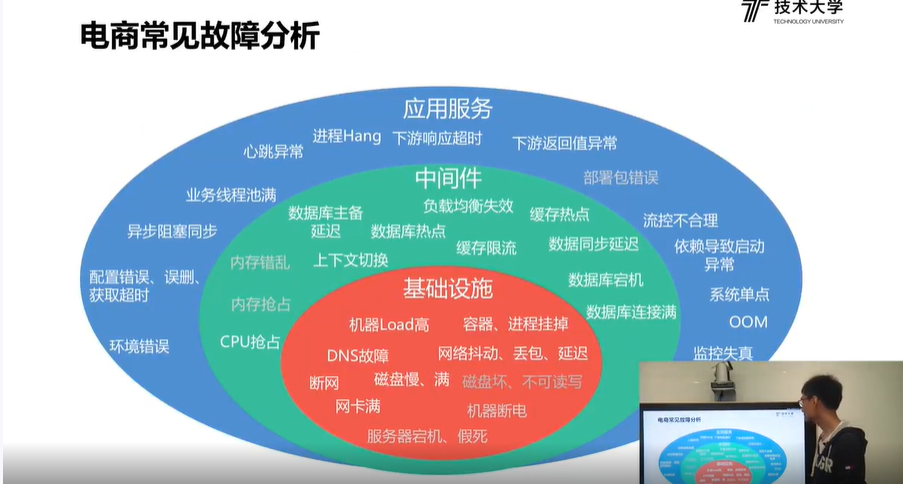 技术大学
TECHNOLOGY UNIVERSITY
电商常见故障分析
应用服务
进程Hang
下游响应超时
下游返回值异常
心跳异常
部署包错误
业务线程池满
流控不合理
异步阻塞同步
依赖导致启动
异常
配置错误、误删、
获取超时
系统单点
OOM
环境错误
监控失真
中间件
负载均衡失效
数据库主备
延迟
缓存热点
数据库热点
缓存限流
数据同步延迟
内存错乱
上下文切换
数据库宕机
内存抢占
数据库连接满
CPU抢占
基础设施
机器Load高
容器、进程挂掉
DNS故障
网络抖动、丢包、延迟
断网
磁盘慢、满
磁盘坏、不可读写
网卡满
机器断电
服务器宕机、假死
电商常见故障分析